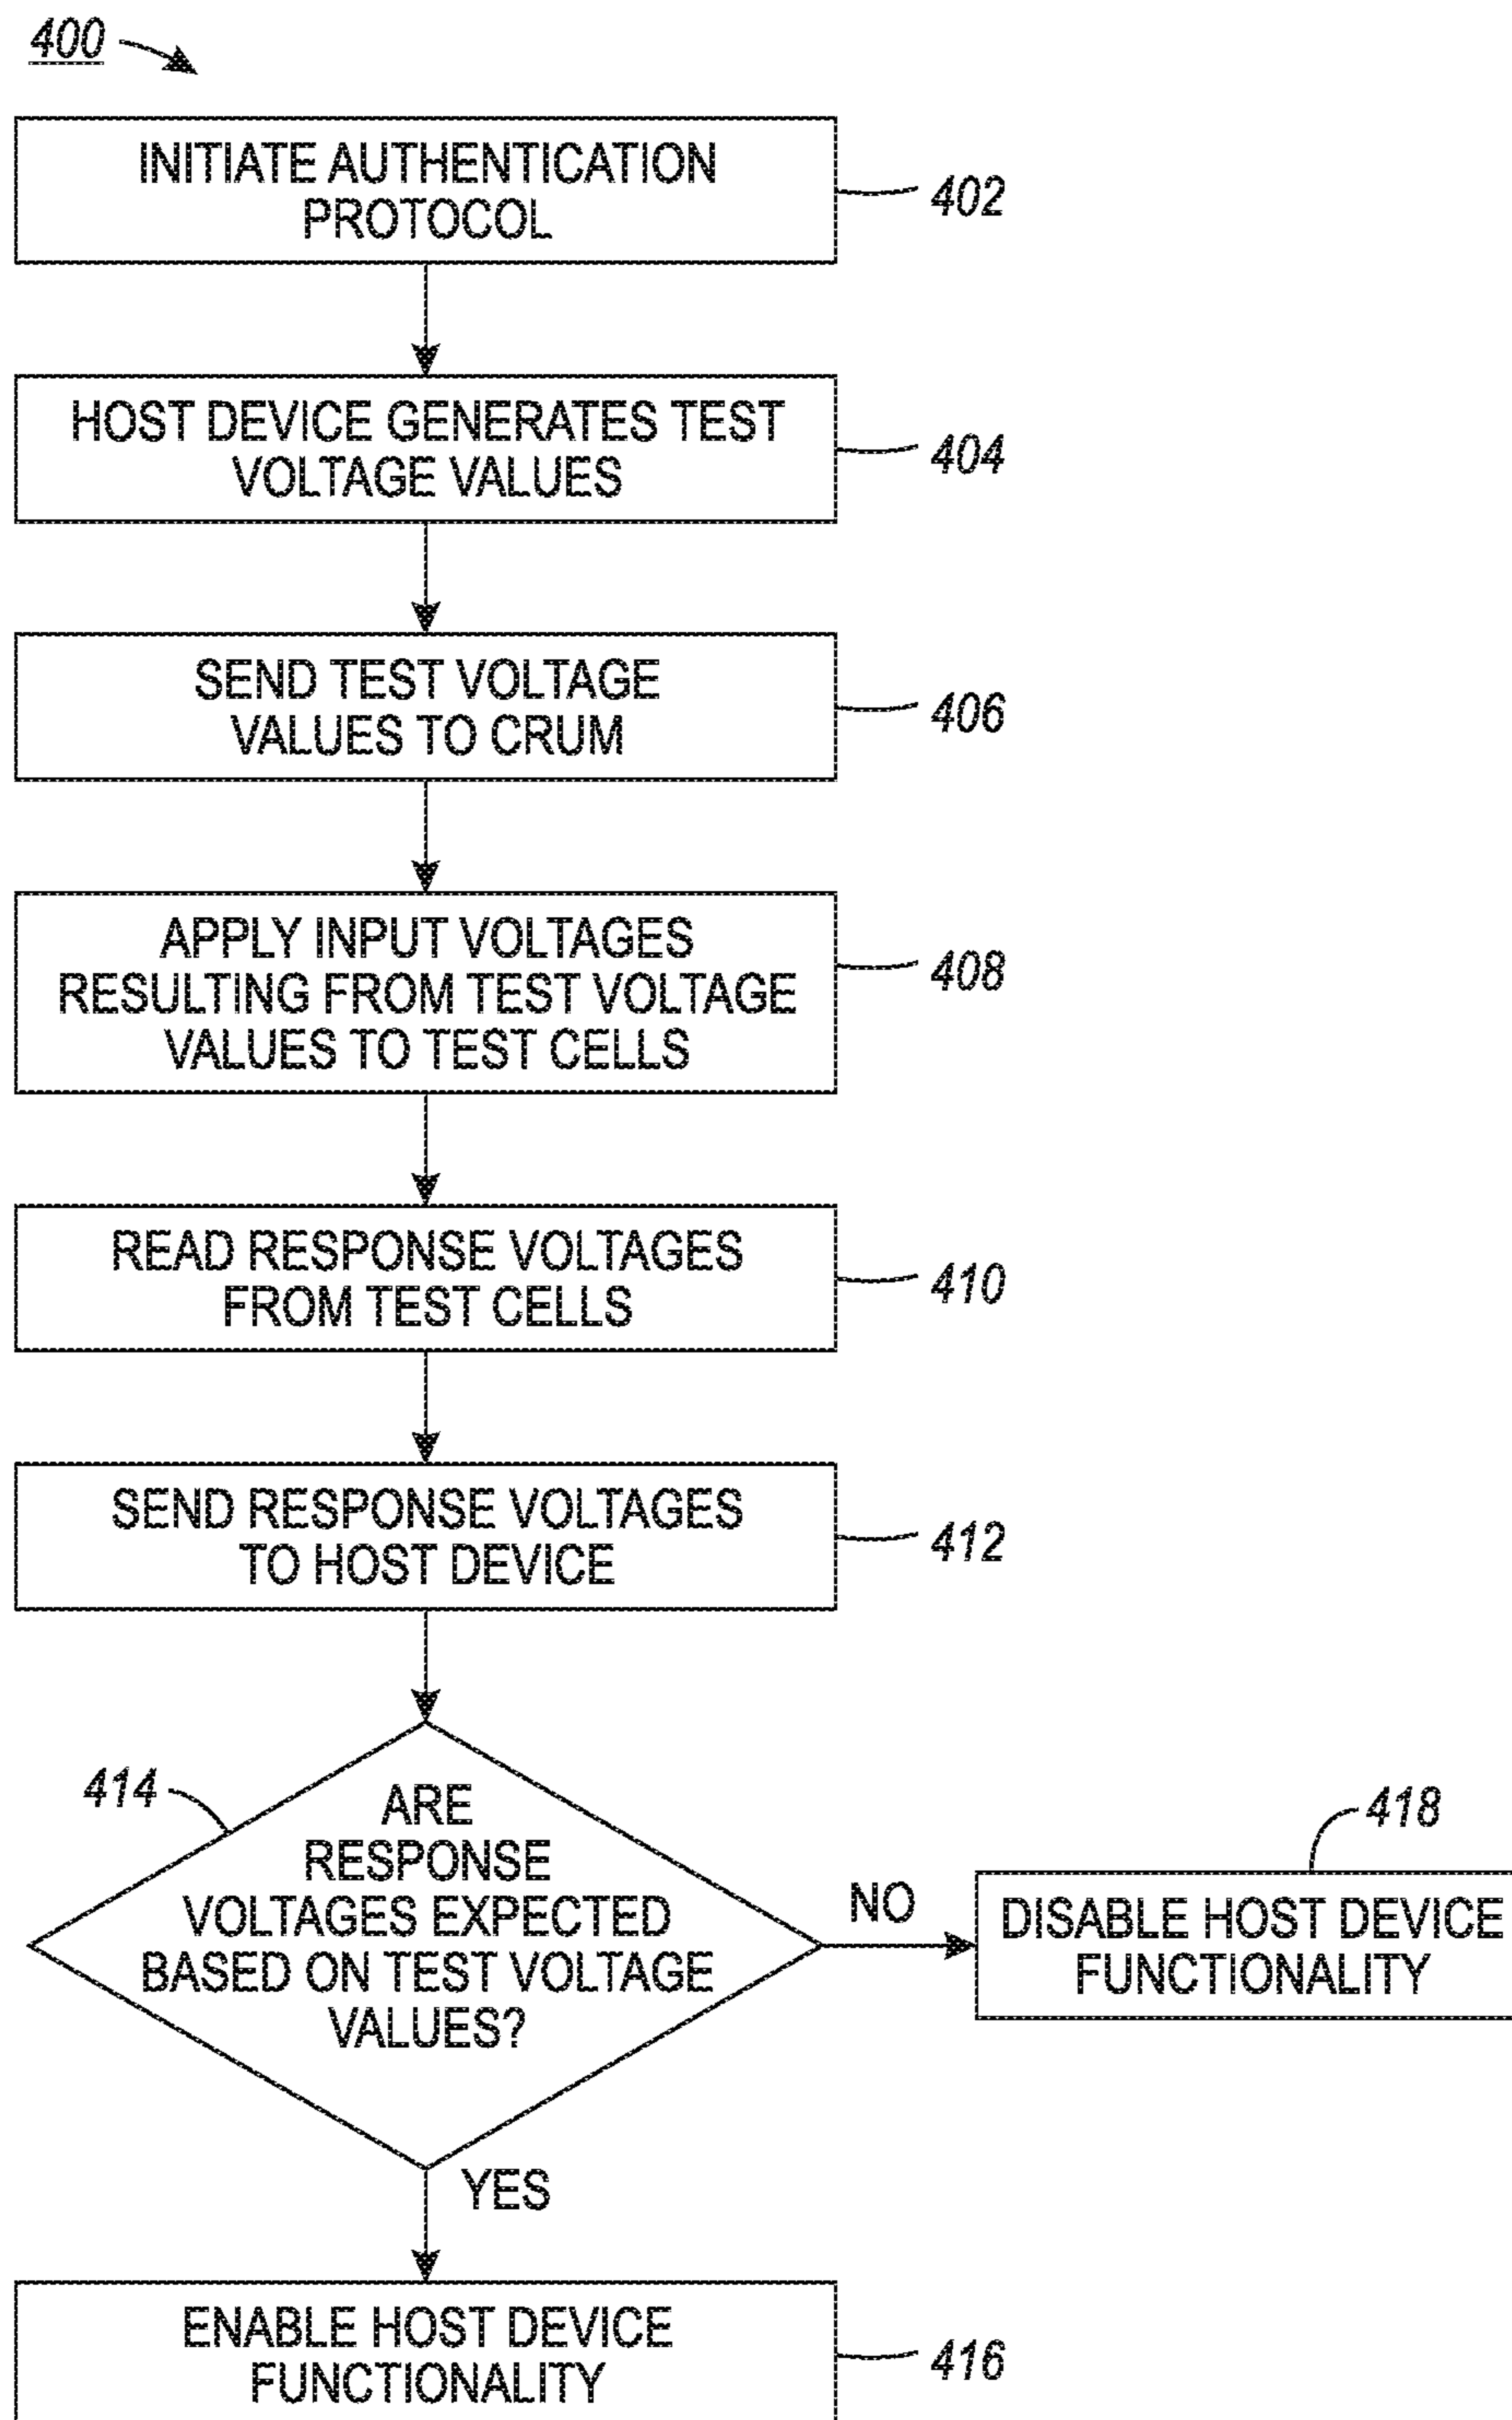 400
INITIATE AUTHENTICATION
PROTOCOL
402
HOST DEVICE GENERATES TEST
VOLTAGE VALUES
404
SEND TEST VOLTAGE
VALUES TO CRUM
406
APPLY INPUT VOLTAGES
RESULTING FROM TEST VOLTAGE
VALUES TO TEST CELLS
408
READ RESPONSE VOLTAGES
FROM TEST CELLS
410
SEND RESPONSE VOLTAGES
TO HOST DEVICE
412
414
ARE
RESPONSE
VOLTAGES EXPECTED
BASED ON TEST VOLTAGE
VALUES?
NO
418
DISABLE HOST DEVICE
FUNCTIONALITY
YES
ENABLE HOST DEVICE
FUNCTIONALITY
416